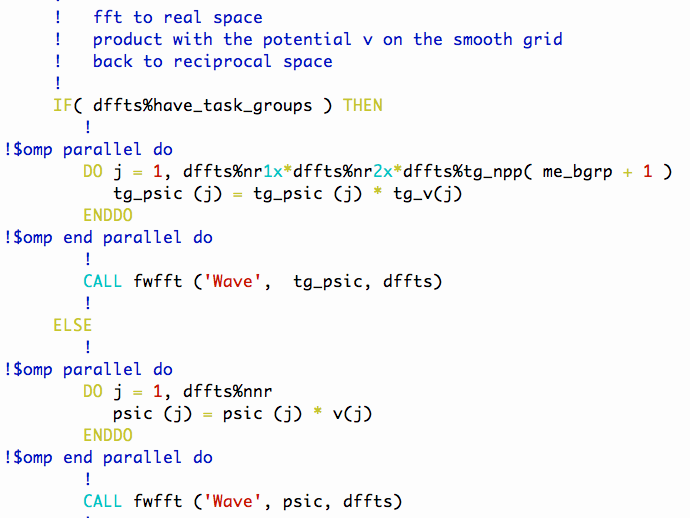 !
!   fft to real space
!   product with the potential v on the smooth grid
!   back to reciprocal space
!
IF( dffts%have_task_groups ) THEN
!
!$omp parallel do
DO j = 1, dffts%nr1x*dffts%nr2x*dffts%tg_npp( me_bgrp + 1 )
tg_psic (j) = tg_psic (j) * tg_v(j)
ENDDO
!$omp end parallel do
!
CALL fwfft ('Wave',  tg_psic, dffts)
!
ELSE
!
!$omp parallel do
DO j = 1, dffts%nnr
psic (j) = psic (j) * v(j)
ENDDO
!$omp end parallel do
!
CALL fwfft ('Wave', psic, dffts)
!